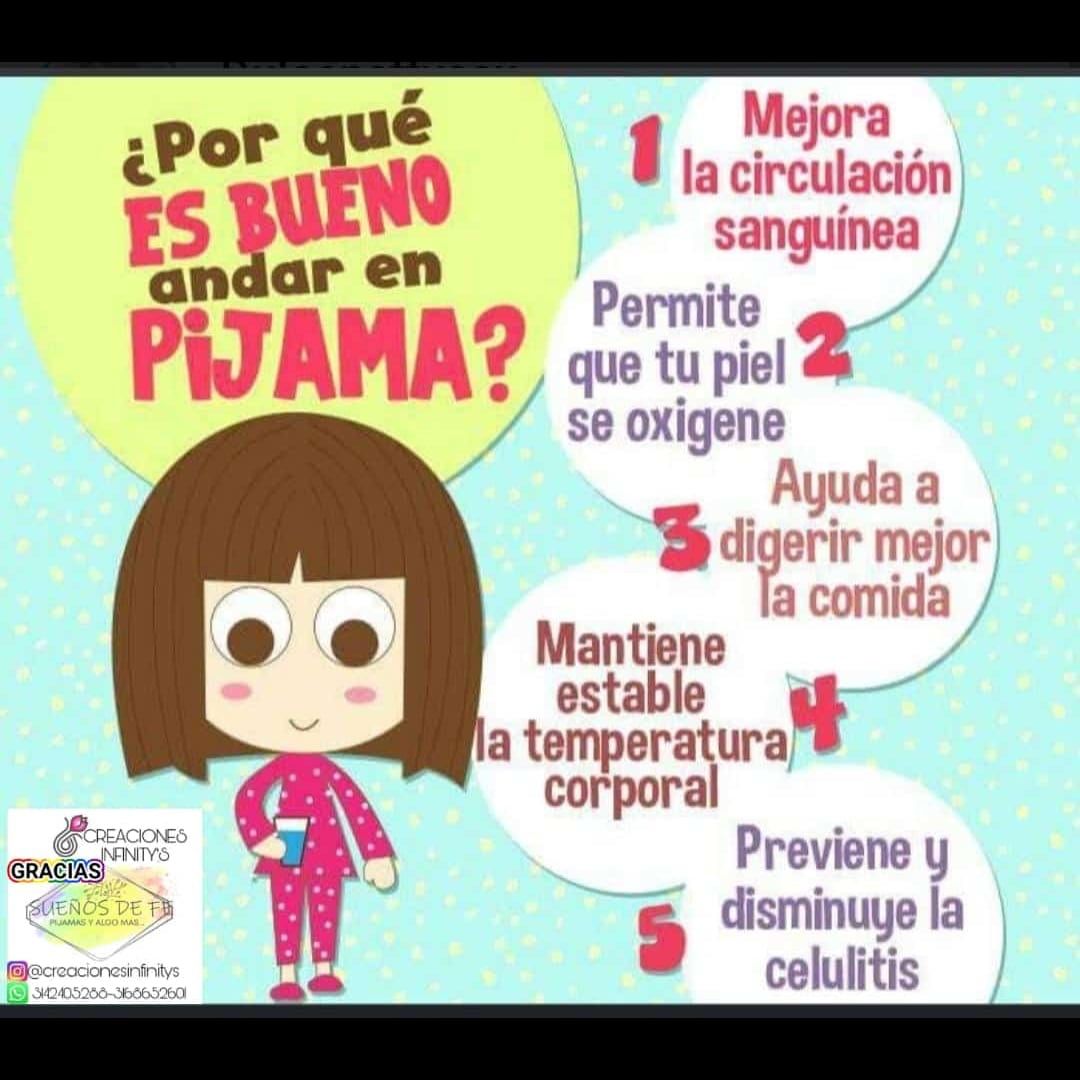 ¿Por qué
ES BUENO
andar en
PiJAMA?
1
Mejora
la circulación
sanguínea
2
Permite
que tu piel
se oxigene
3
Ayuda a
digerir mejor
la comida
4
Mantiene
estable
la temperatura
corporal
5
Previene y
disminuye la
celulitis
CREACIONES
INFINITY'S
GRACIAS
SUEÑOS DE FE
PIJAMAS Y ALGO MAS...
@creacionesinfinitys
3142405288-3168652601